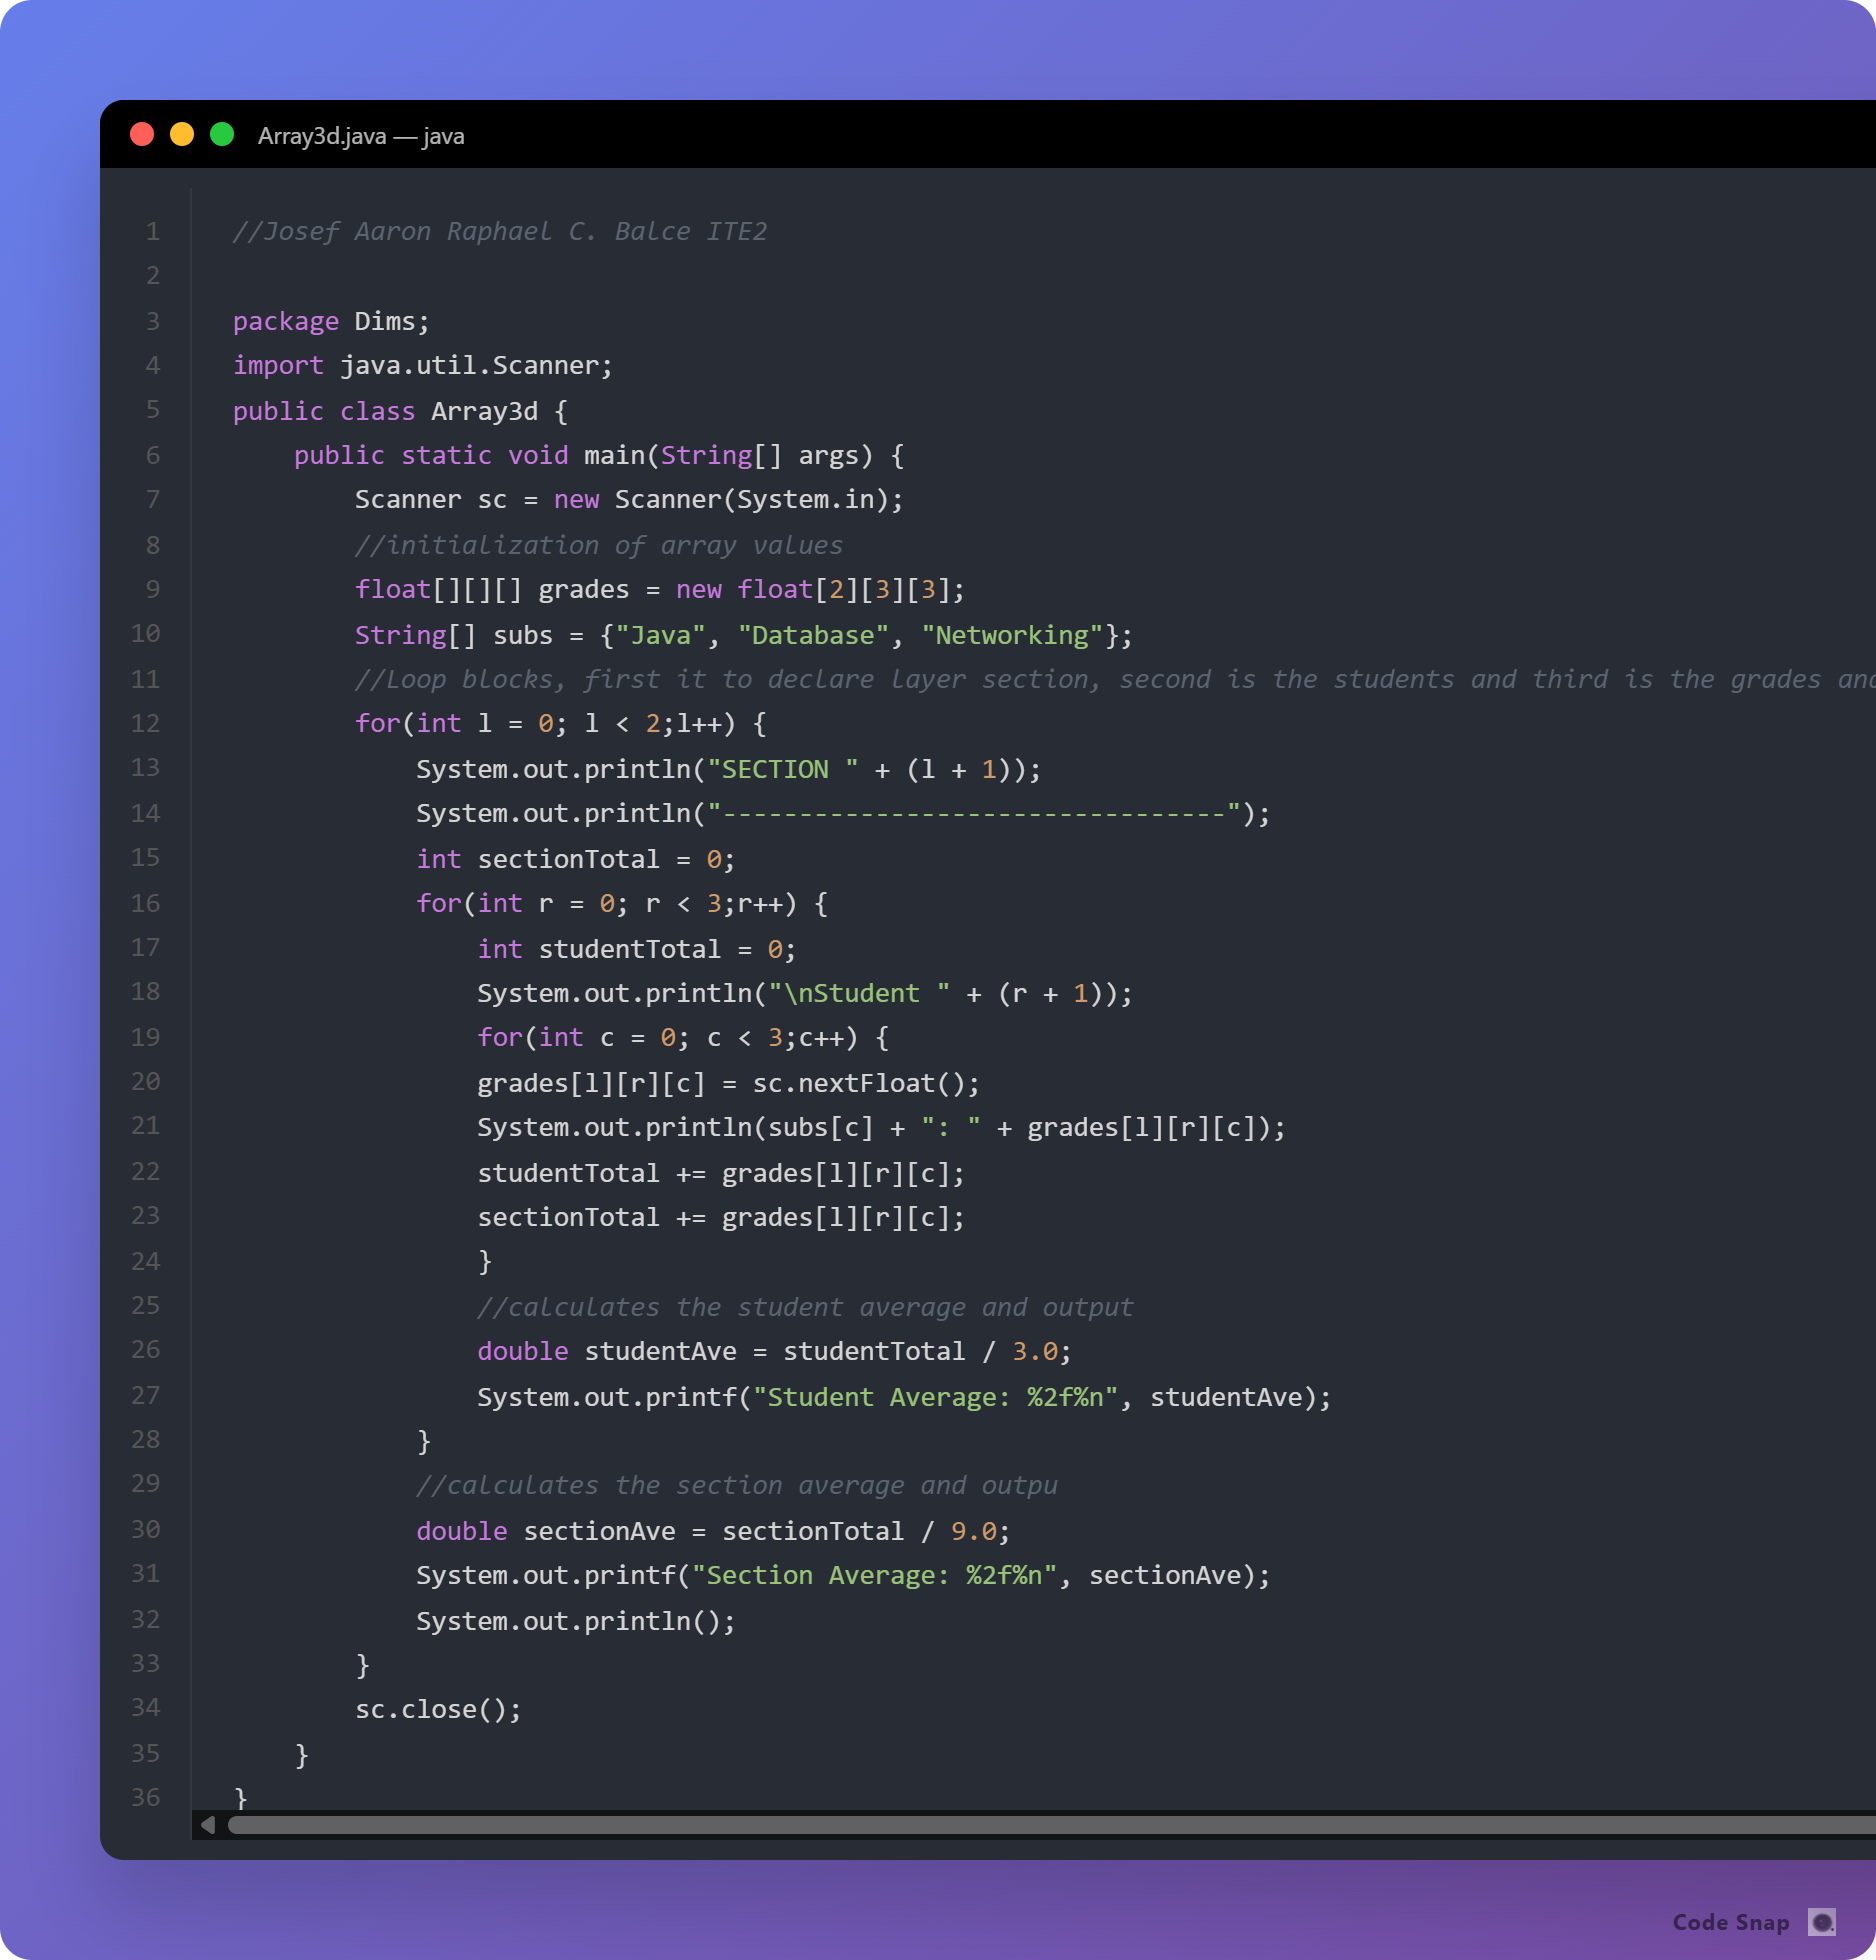 Array3d.java — java
1 //Josef Aaron Raphael C. Balce ITE2
2
3 package Dims;
4 import java.util.Scanner;
5 public class Array3d {
6     public static void main(String[] args) {
7         Scanner sc = new Scanner(System.in);
8         //initialization of array values
9         float[][][] grades = new float[2][3][3];
10         String[] subs = {"Java", "Database", "Networking"};
11         //Loop blocks, first it to declare layer section, second is the students and third is the grades and
12         for(int l = 0; l < 2;l++) {
13             System.out.println("SECTION " + (l + 1));
14             System.out.println("---------------------------------");
15             int sectionTotal = 0;
16             for(int r = 0; r < 3;r++) {
17                 int studentTotal = 0;
18                 System.out.println("\nStudent " + (r + 1));
19                 for(int c = 0; c < 3;c++) {
20                 grades[l][r][c] = sc.nextFloat();
21                 System.out.println(subs[c] + ": " + grades[l][r][c]);
22                 studentTotal += grades[l][r][c];
23                 sectionTotal += grades[l][r][c];
24                 }
25                 //calculates the student average and output
26                 double studentAve = studentTotal / 3.0;
27                 System.out.printf("Student Average: %2f%n", studentAve);
28             }
29             //calculates the section average and outpu
30             double sectionAve = sectionTotal / 9.0;
31             System.out.printf("Section Average: %2f%n", sectionAve);
32             System.out.println();
33         }
34         sc.close();
35     }
36 }
Code Snap